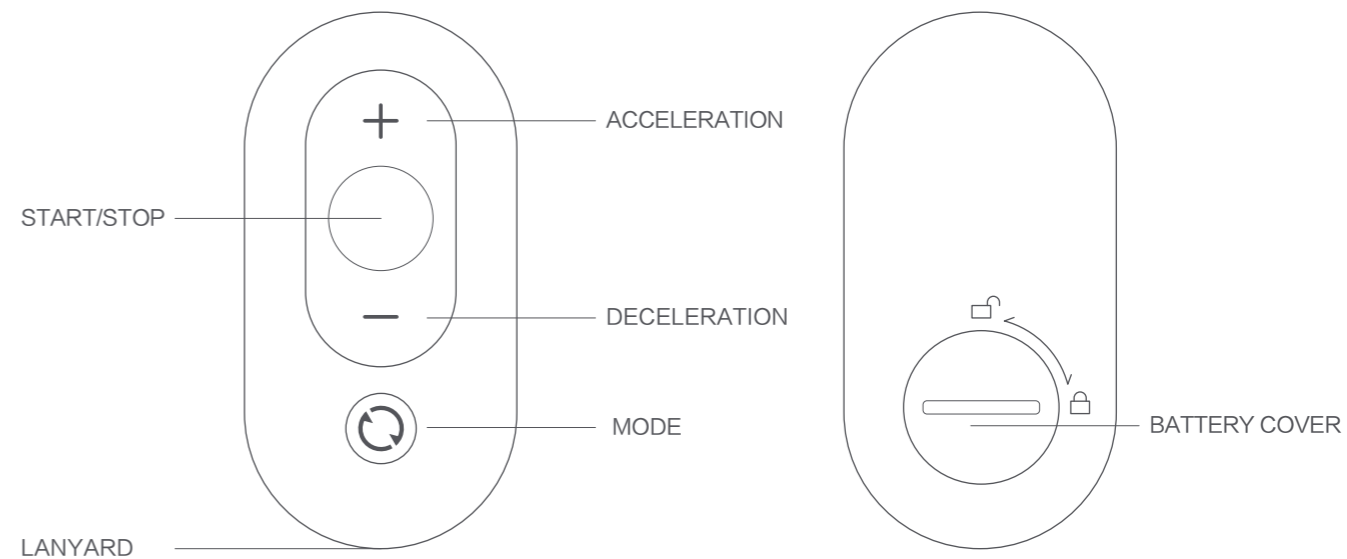 ACCELERATION
START/STOP
DECELERATION
MODE
BATTERY COVER
LANYARD